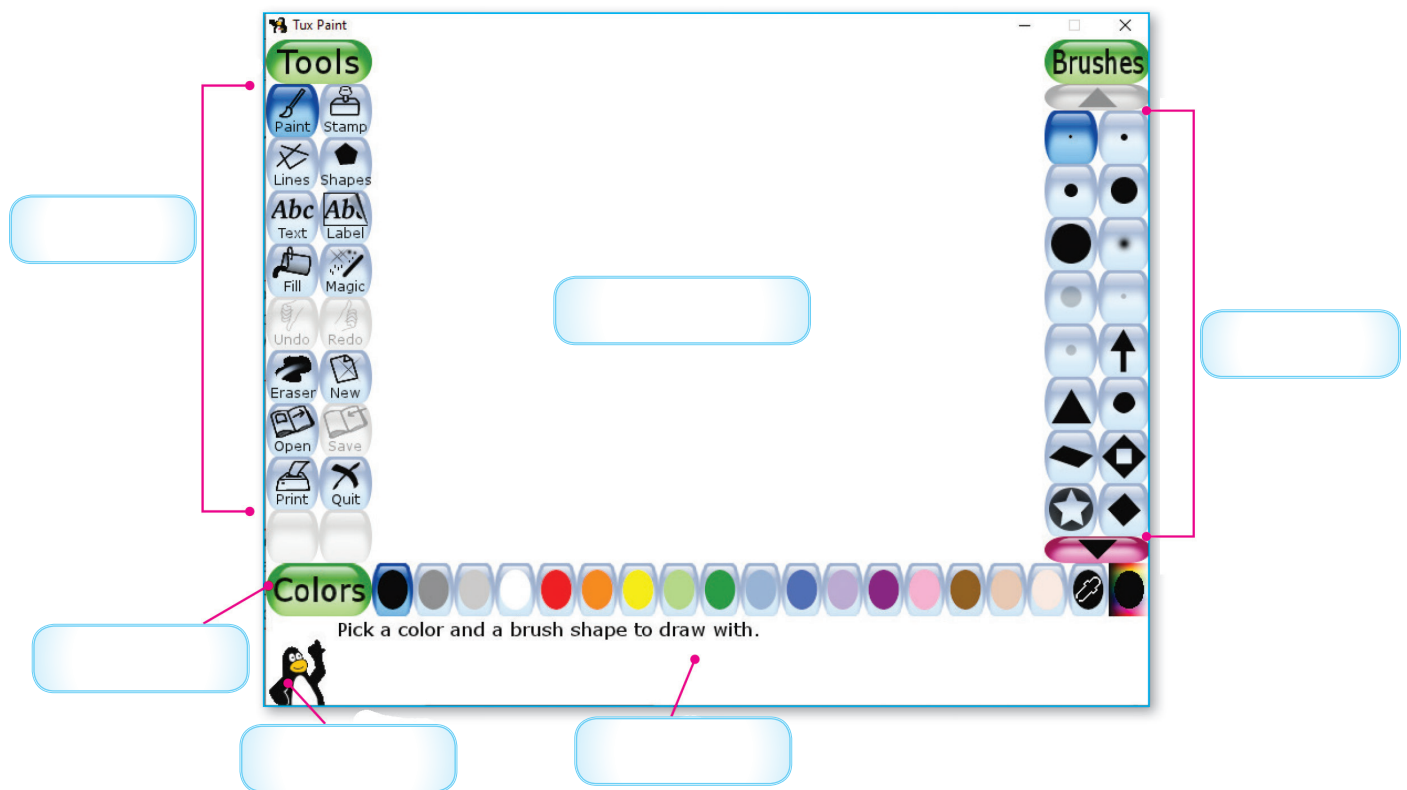 Tux Paint
Tools
Brushes
Paint Stamp
Lines Shapes
Abc Abc
Text Label
Fill Magic
Undo Redo
Eraser New
Open Save
Print Quit
Colors
Pick a color and a brush shape to draw with.